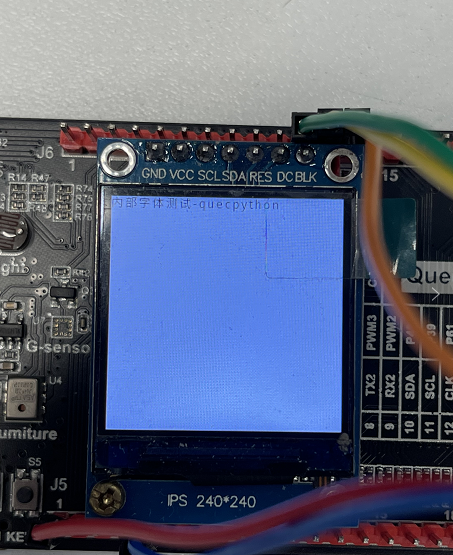 J6
1
GND VCC SCL SDA RES DC BLK
15
R14 R47
R74
R75
R76
内部字体测试-quecpython
Que
G-senso
U4
umiture
S5
J5
1
KE
PWM3
PWM2
TX2
RX2
SDA
SCL
8
9
10
11
12
P61
IPS 240*240